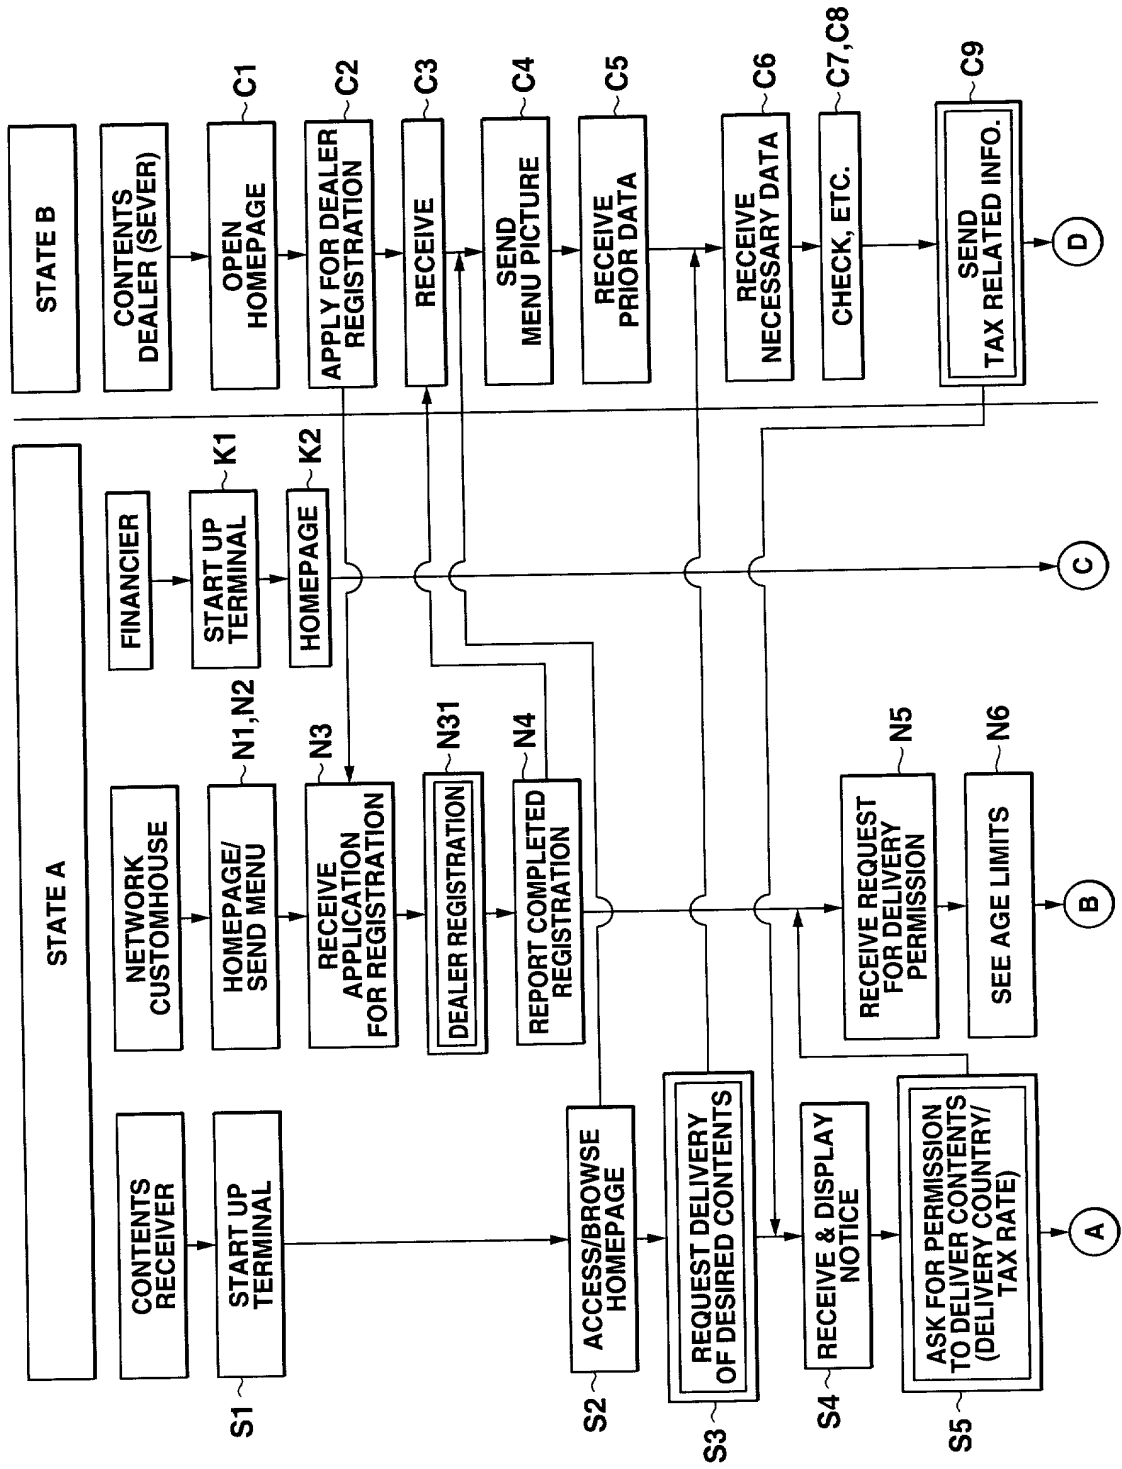 STATE A
STATE B
CONTENTS
RECEIVER
START UP
TERMINAL
S1
ACCESS/BROWSE
HOMEPAGE
S2
REQUEST DELIVERY
OF DESIRED CONTENTS
S3
RECEIVE & DISPLAY
NOTICE
S4
ASK FOR PERMISSION
TO DELIVER CONTENTS
(DELIVERY COUNTRY/
TAX RATE)
S5
A
NETWORK
CUSTOMHOUSE
HOMEPAGE/
SEND MENU
N1,N2
RECEIVE
APPLICATION
FOR REGISTRATION
N3
DEALER REGISTRATION
N31
REPORT COMPLETED
REGISTRATION
N4
RECEIVE REQUEST
FOR DELIVERY
PERMISSION
N5
SEE AGE LIMITS
N6
B
FINANCIER
START UP
TERMINAL
K1
HOMEPAGE
K2
C
CONTENTS
DEALER (SEVER)
OPEN
HOMEPAGE
C1
APPLY FOR DEALER
REGISTRATION
C2
RECEIVE
C3
SEND
MENU PICTURE
C4
RECEIVE
PRIOR DATA
C5
RECEIVE
NECESSARY DATA
C6
CHECK, ETC.
C7,C8
SEND
TAX RELATED INFO.
C9
D